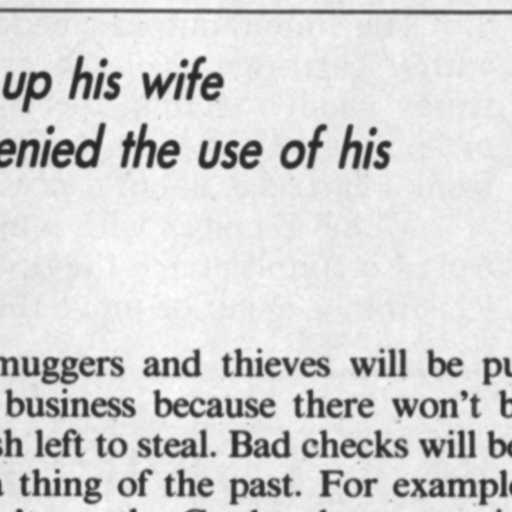 up his wife
enied the use of his
muggers and thieves will be pu
business because there won't b
sh left to steal. Bad checks will be
a thing of the past. For example